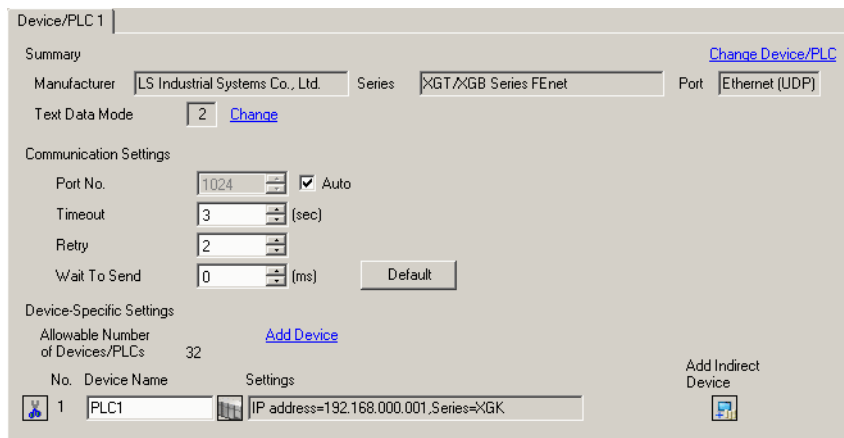 Device/PLC 1
Summary Change Device/PLC
Manufacturer LS Industrial Systems Co., Ltd. Series XGT/XGB Series FEnet Port Ethernet (UDP)
Text Data Mode 2 Change
Communication Settings
Port No. 1024 Auto
Timeout 3 (sec)
Retry 2
Wait To Send 0 (ms) Default
Device-Specific Settings
Allowable Number
of Devices/PLCs 32 Add Device
No. Device Name Settings Add Indirect
Device
1 PLC1 IP address=192.168.000.001,Series=XGK